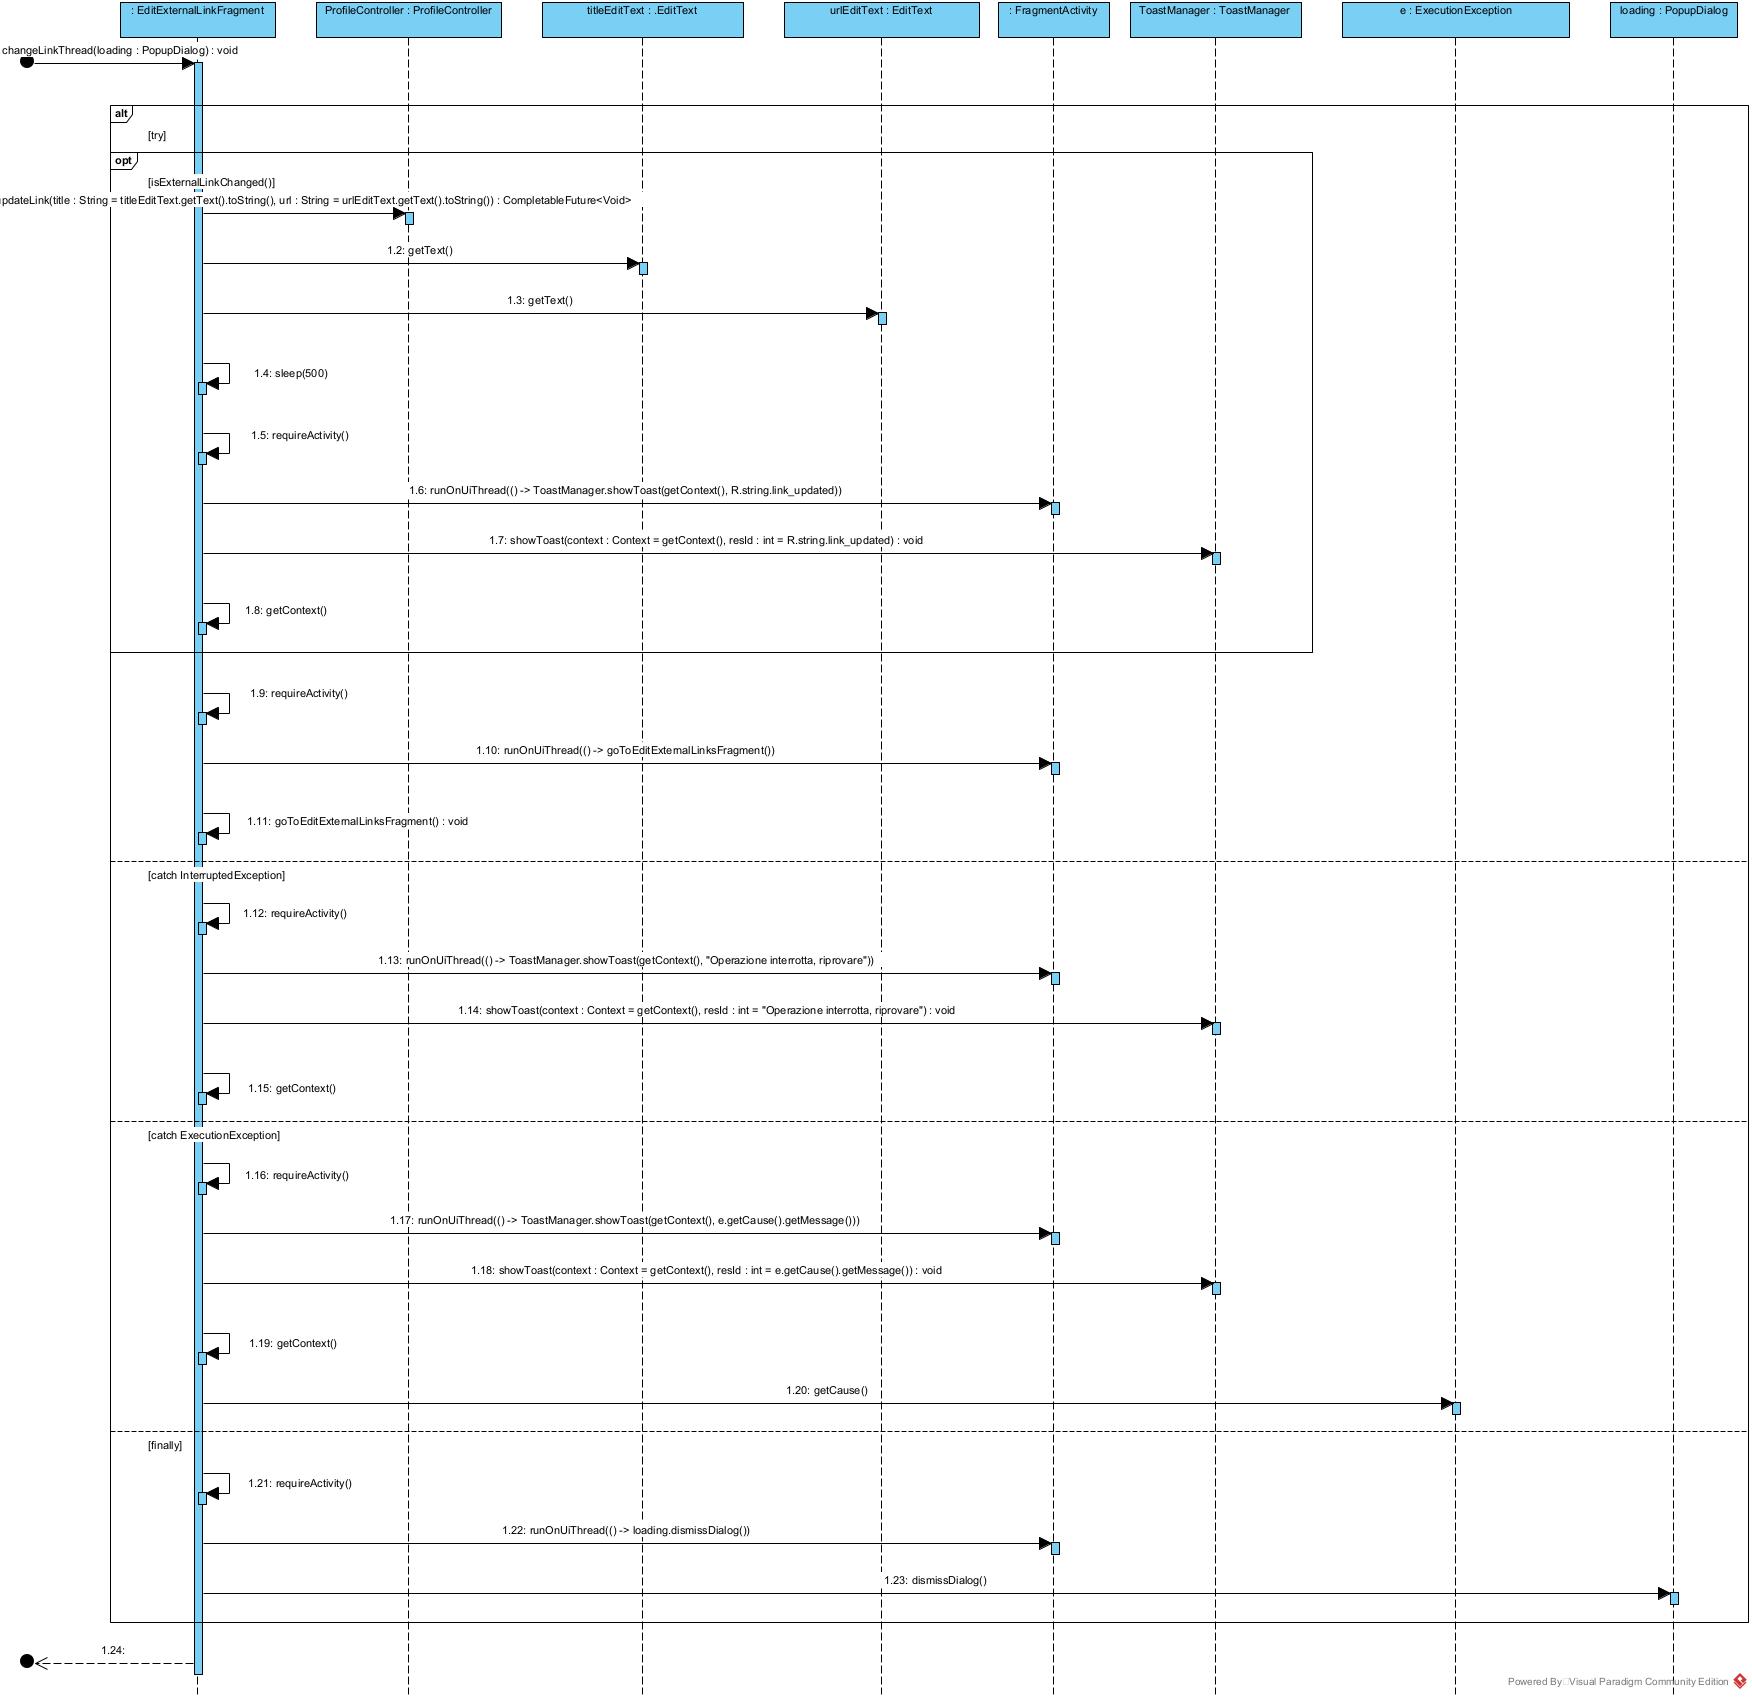 : EditExternalLinkFragment
ProfileController : ProfileController
titleEditText : .EditText
urlEditText : EditText
: FragmentActivity
ToastManager : ToastManager
e : ExecutionException
loading : PopupDialog
changeLinkThread(loading : PopupDialog) : void
alt
[try]
opt
[isExternalLinkChanged()]
updateLink(title : String = titleEditText.getText().toString(), url : String = urlEditText.getText().toString()) : CompletableFuture<Void>
1.2: getText()
1.3: getText()
1.4: sleep(500)
1.5: requireActivity()
1.6: runOnUiThread(() -> ToastManager.showToast(getContext(), R.string.link_updated))
1.7: showToast(context : Context = getContext(), resId : int = R.string.link_updated) : void
1.8: getContext()
1.9: requireActivity()
1.10: runOnUiThread(() -> goToEditExternalLinksFragment())
1.11: goToEditExternalLinksFragment() : void
[catch InterruptedException]
1.12: requireActivity()
1.13: runOnUiThread(() -> ToastManager.showToast(getContext(), "Operazione interrotta, riprovare"))
1.14: showToast(context : Context = getContext(), resId : int = "Operazione interrotta, riprovare") : void
1.15: getContext()
[catch ExecutionException]
1.16: requireActivity()
1.17: runOnUiThread(() -> ToastManager.showToast(getContext(), e.getCause().getMessage()))
1.18: showToast(context : Context = getContext(), resId : int = e.getCause().getMessage()) : void
1.19: getContext()
1.20: getCause()
[finally]
1.21: requireActivity()
1.22: runOnUiThread(() -> loading.dismissDialog())
1.23: dismissDialog()
1.24:
Powered By Visual Paradigm Community Edition